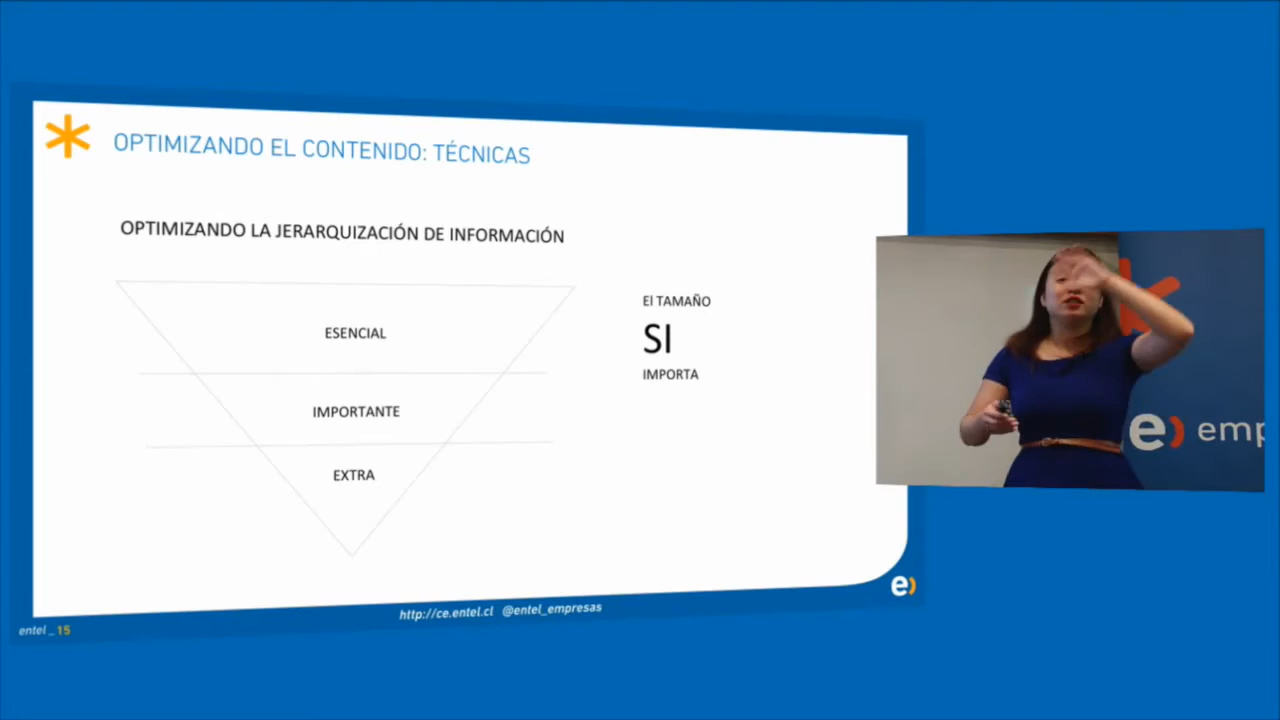 OPTIMIZANDO EL CONTENIDO: TÉCNICAS
OPTIMIZANDO LA JERARQUIZACIÓN DE INFORMACIÓN
ESENCIAL
IMPORTANTE
EXTRA
El TAMAÑO
SI
IMPORTA
e) emp
e)
http://ce.entel.cl @entel_empresas
entel _ 15